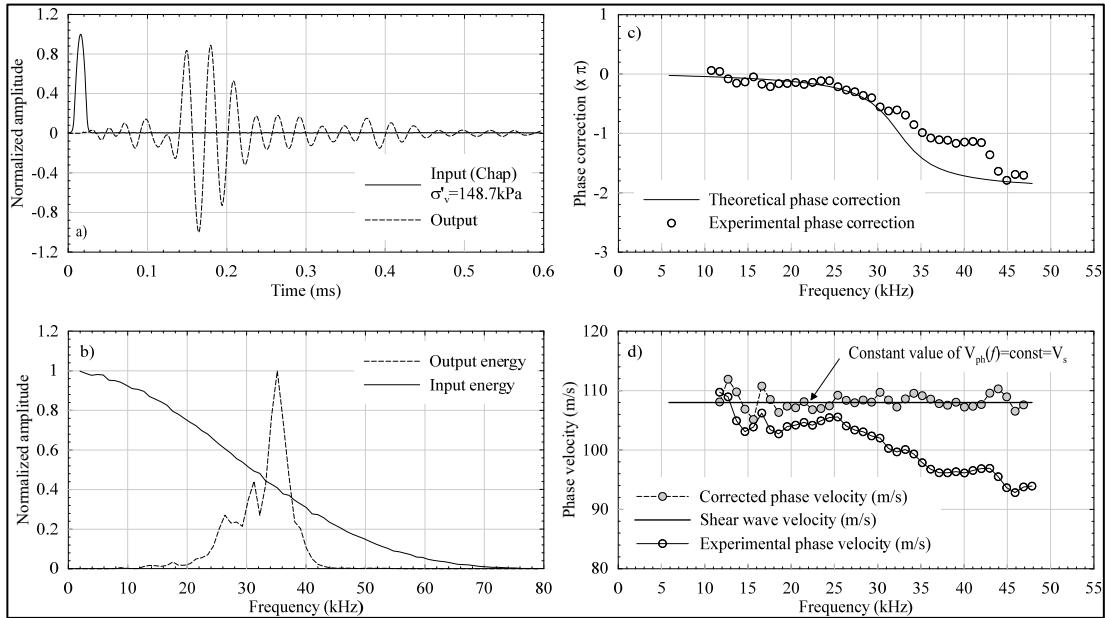 1.2
0.8
0.4
0
-0.4
-0.8
-1.2
Normalized amplitude
a)
Input (Chap)
σ'v=148.7kPa
Output
0 0.1 0.2 0.3 0.4 0.5 0.6
Time (ms)
c)
1
0
-1
-2
-3
Phase correction (x π)
Theoretical phase correction
Experimental phase correction
0 5 10 15 20 25 30 35 40 45 50 55
Frequency (kHz)
b)
1.2
1
0.8
0.6
0.4
0.2
0
Normalized amplitude
Output energy
Input energy
0 10 20 30 40 50 60 70 80
Frequency (kHz)
d)
120
110
100
90
80
Phase velocity (m/s)
Constant value of Vph(f)=const=Vs
Corrected phase velocity (m/s)
Shear wave velocity (m/s)
Experimental phase velocity (m/s)
0 5 10 15 20 25 30 35 40 45 50 55
Frequency (kHz)